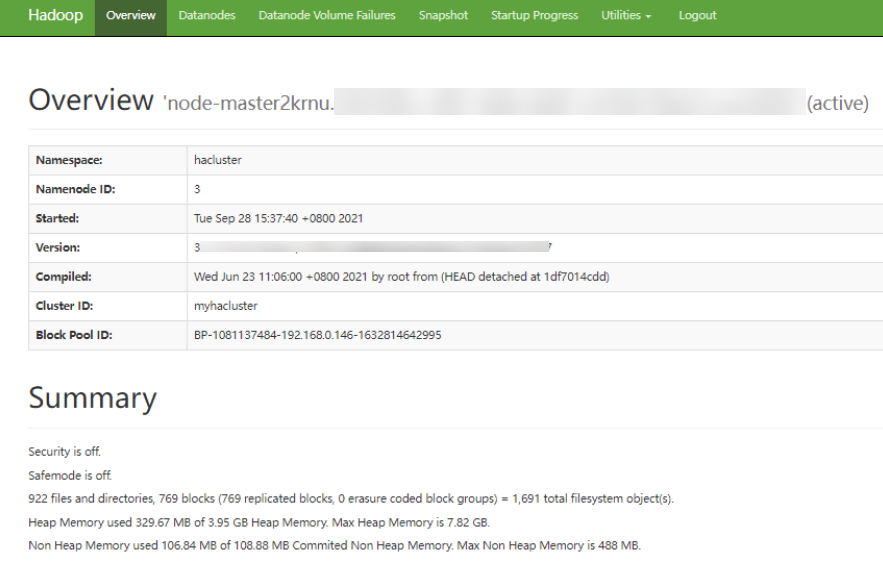 Hadoop Overview Datanodes Datanode Volume Failures Snapshot Startup Progress Utilities Logout
Overview 'node-master2krnu. (active)
Namespace: hacluster
Namenode ID: 3
Started: Tue Sep 28 15:37:40 +0800 2021
Version: 3
Compiled: Wed Jun 23 11:06:00 +0800 2021 by root from (HEAD detached at 1df7014cdd)
Cluster ID: myhacluster
Block Pool ID: BP-1081137484-192.168.0.146-1632814642995
Summary
Security is off.
Safemode is off.
922 files and directories, 769 blocks (769 replicated blocks, 0 erasure coded block groups) = 1,691 total filesystem object(s).
Heap Memory used 329.67 MB of 3.95 GB Heap Memory. Max Heap Memory is 7.82 GB.
Non Heap Memory used 106.84 MB of 108.88 MB Commited Non Heap Memory. Max Non Heap Memory is 488 MB.